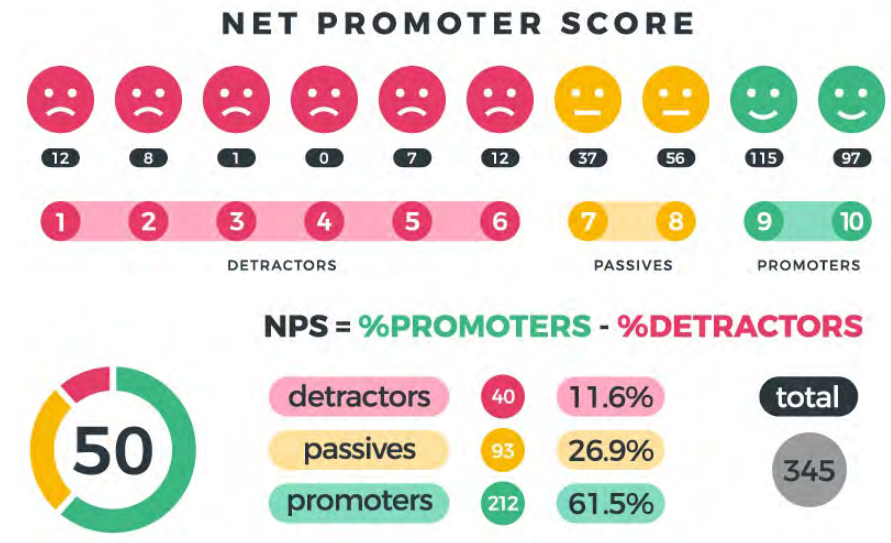 NET PROMOTER SCORE
12 8 1 0 7 12 37 56 115 97
1 2 3 4 5 6 7 8 9 10
DETRACTORS PASSIVES PROMOTERS
NPS = %PROMOTERS - %DETRACTORS
50
detractors 40 11.6%
passives 93 26.9%
promoters 212 61.5%
total
345